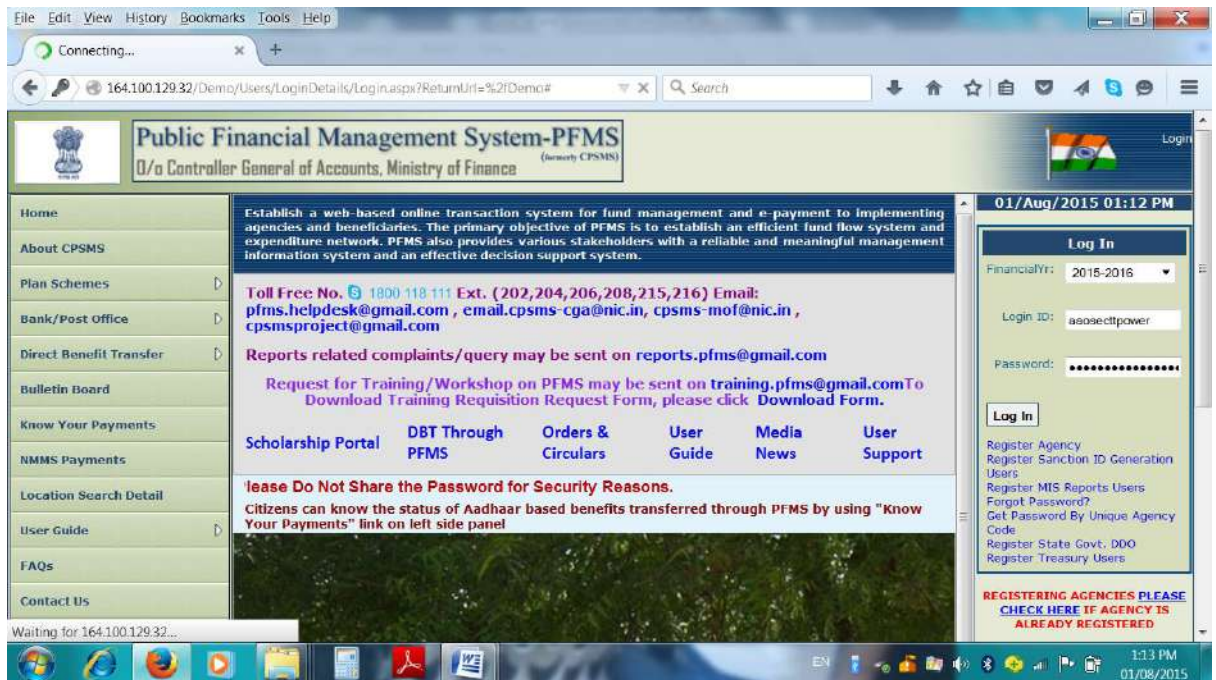 File Edit View History Bookmarks Tools Help
Connecting...
164.100.129.32/Demo/Users/LoginDetails/Login.aspx?ReturnUrl=%2fDemo#
Search
Public Financial Management System-PFMS
(formerly CPSMS)
O/o Controller General of Accounts, Ministry of Finance
Login
Home
About CPSMS
Plan Schemes
Bank/Post Office
Direct Benefit Transfer
Bulletin Board
Know Your Payments
NMMS Payments
Location Search Detail
User Guide
FAQs
Contact Us
Waiting for 164.100.129.32...
Establish a web-based online transaction system for fund management and e-payment to implementing
agencies and beneficiaries. The primary objective of PFMS is to establish an efficient fund flow system and
expenditure network. PFMS also provides various stakeholders with a reliable and meaningful management
information system and an effective decision support system.
Toll Free No. 1800 118 111 Ext. (202,204,206,208,215,216) Email:
pfms.helpdesk@gmail.com , email.cpsms-cga@nic.in, cpsms-mof@nic.in ,
cpsmsproject@gmail.com
Reports related complaints/query may be sent on reports.pfms@gmail.com
Request for Training/Workshop on PFMS may be sent on training.pfms@gmail.comTo
Download Training Requisition Request Form, please click Download Form.
Scholarship Portal
DBT Through
PFMS
Orders &
Circulars
User
Guide
Media
News
User
Support
lease Do Not Share the Password for Security Reasons.
Citizens can know the status of Aadhaar based benefits transferred through PFMS by using "Know
Your Payments" link on left side panel
01/Aug/2015 01:12 PM
Log In
FinancialYr: 2015-2016
Login ID: aaosecttpower
Password:
Log In
Register Agency
Register Sanction ID Generation
Users
Register MIS Reports Users
Forgot Password?
Get Password By Unique Agency
Code
Register State Govt. DDO
Register Treasury Users
REGISTERING AGENCIES PLEASE
CHECK HERE IF AGENCY IS
ALREADY REGISTERED
EN
1:13 PM
01/08/2015